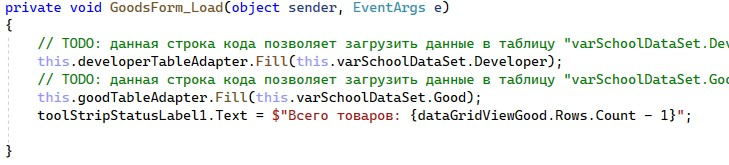 private void GoodsForm_Load(object sender, EventArgs e)
{
// TODO: данная строка кода позволяет загрузить данные в таблицу "varSchoolDataSet.Dev
this.developerTableAdapter.Fill(this.varSchoolDataSet.Developer);
// TODO: данная строка кода позволяет загрузить данные в таблицу "varSchoolDataSet.Goo
this.goodTableAdapter.Fill(this.varSchoolDataSet.Good);
toolStripStatusLabel1.Text = $"Всего товаров: {dataGridViewGood.Rows.Count - 1}";
}